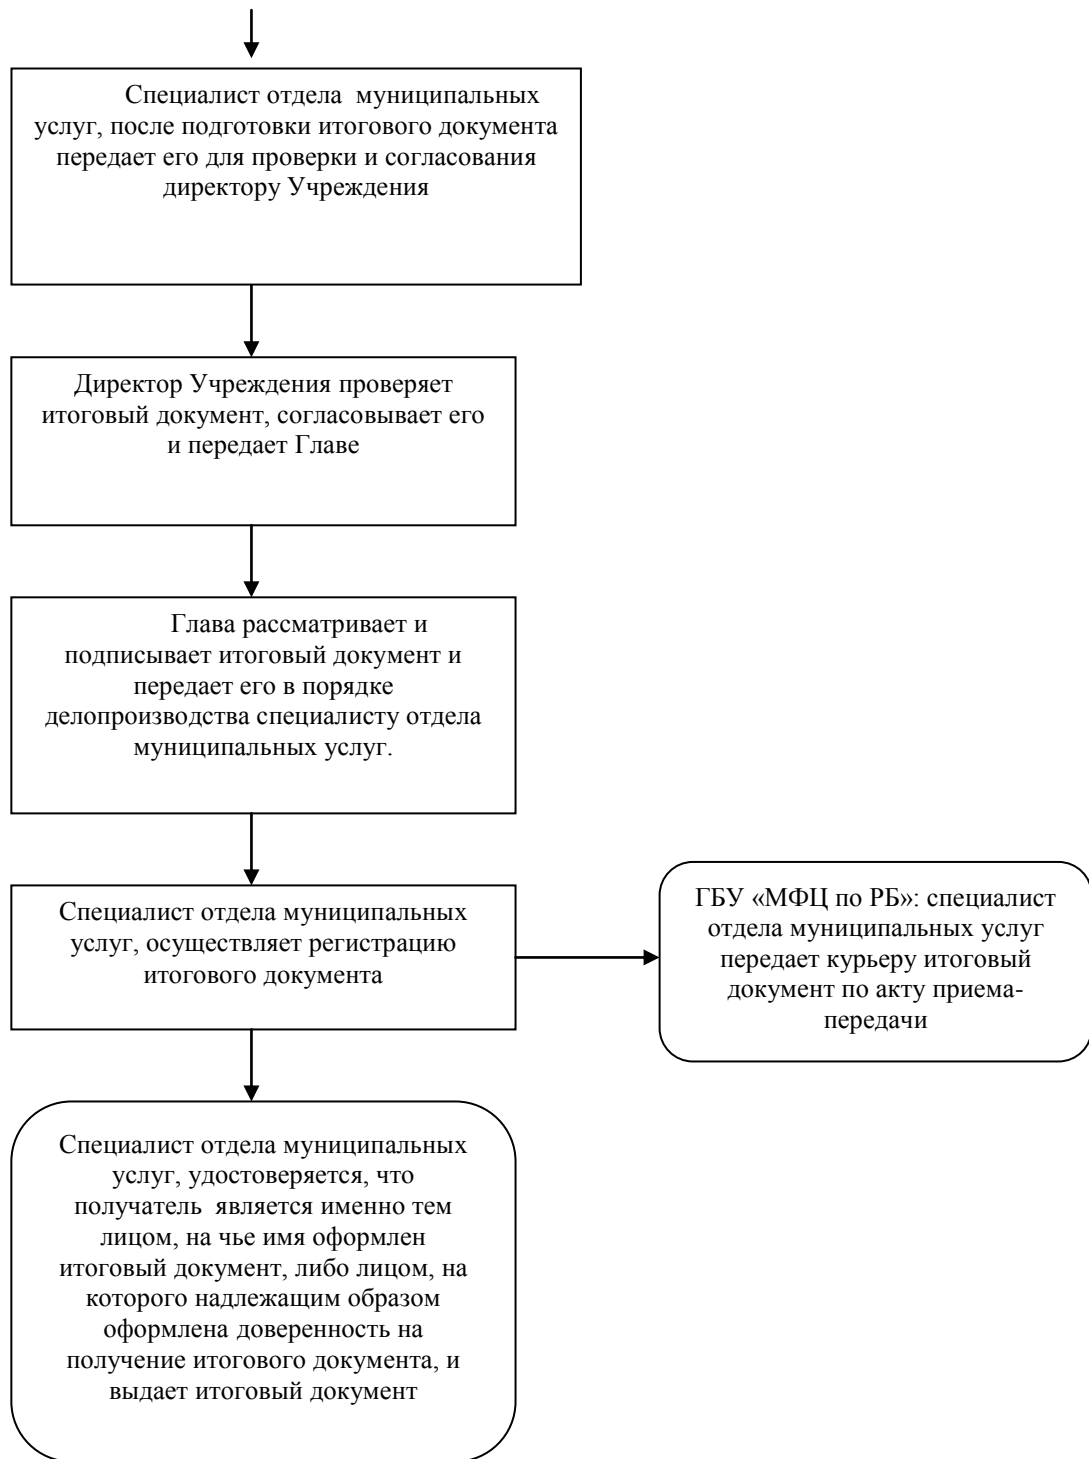 Специалист отдела муниципальных
услуг, после подготовки итогового документа
передает его для проверки и согласования
директору Учреждения
Директор Учреждения проверяет
итоговый документ, согласовывает его
и передает Главе
Глава рассматривает и
подписывает итоговый документ и
передает его в порядке
делопроизводства специалисту отдела
муниципальных услуг.
Специалист отдела муниципальных
услуг, осуществляет регистрацию
итогового документа
ГБУ «МФЦ по РБ»: специалист
отдела муниципальных услуг
передает курьеру итоговый
документ по акту приема-
передачи
Специалист отдела муниципальных
услуг, удостоверяется, что
получатель является именно тем
лицом, на чье имя оформлен
итоговый документ, либо лицом, на
которого надлежащим образом
оформлена доверенность на
получение итогового документа, и
выдает итоговый документ